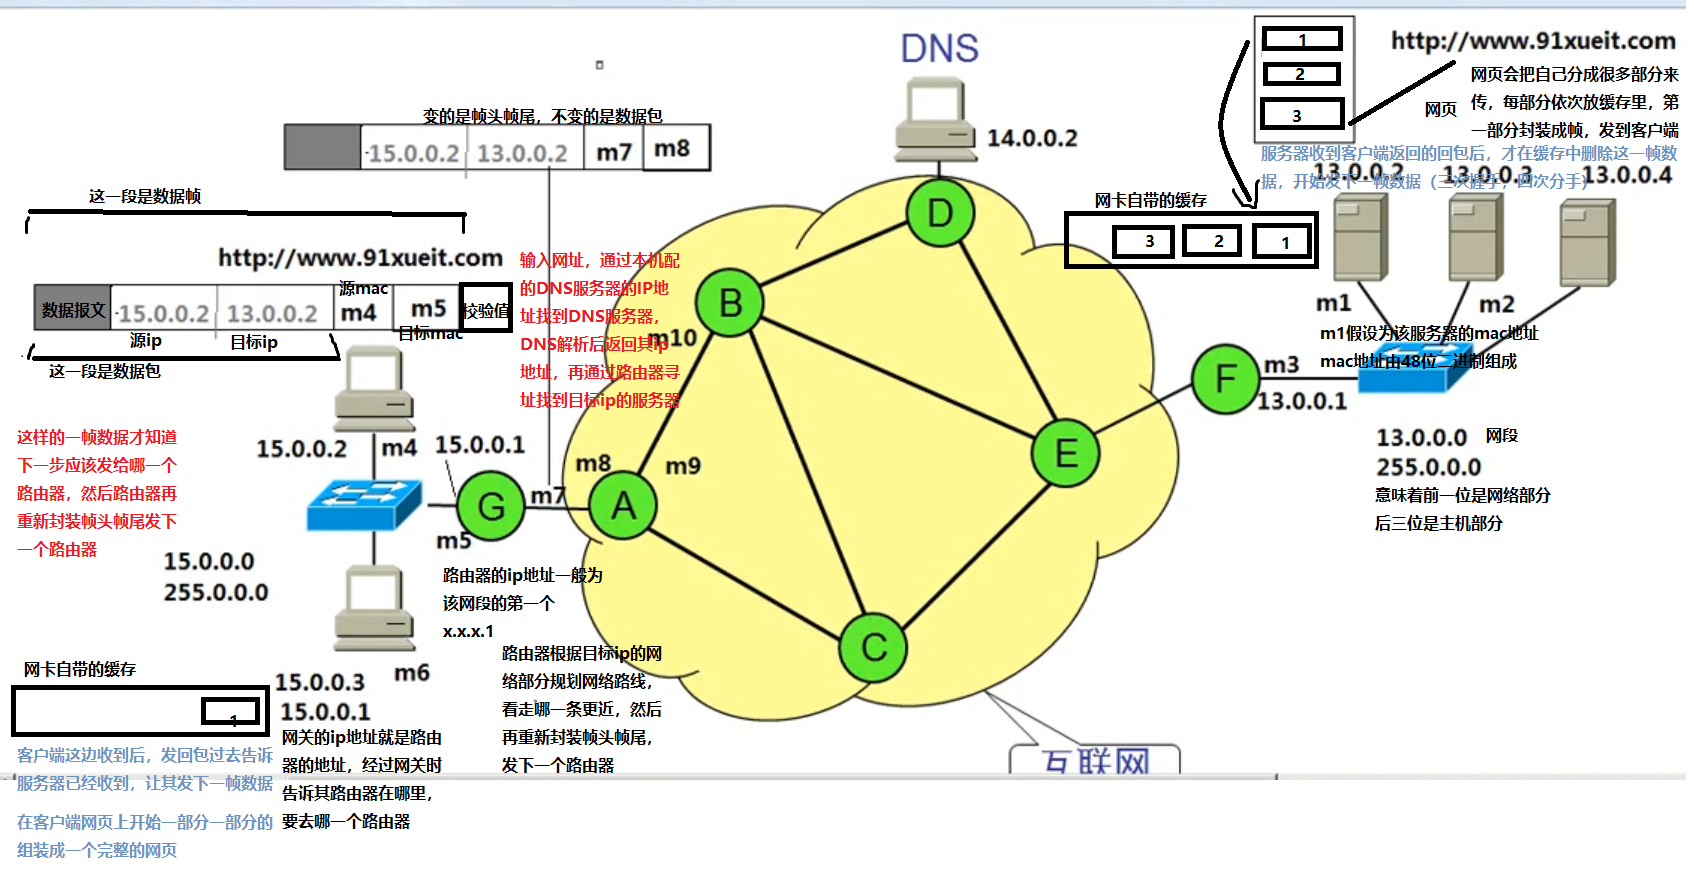 DNS
14.0.0.2
1
2
3
http://www.91xueit.com
网页会把自己分成很多部分来
传，每部分依次放缓存里，第
一部分封装成帧，发到客户端
网页
服务器收到客户端返回的回包后，才在缓存中删除这一帧数
据，开始发下一帧数据（三次握手，四次分手）
13.0.0.2
13.0.0.3
13.0.0.4
网卡自带的缓存
3
2
1
变的是帧头帧尾，不变的是数据包
15.0.0.2
13.0.0.2
m7
m8
这一段是数据帧
http://www.91xueit.com
源mac
数据报文
15.0.0.2
13.0.0.2
m4
m5
校验值
源ip
目标ip
目标mac
这一段是数据包
输入网址，通过本机配
的DNS服务器的IP地
址找到DNS服务器，
DNS解析后返回其ip
地址，再通过路由器寻
址找到目标ip的服务器
m10
D
B
E
F
A
C
G
m1
m2
m1假设为该服务器的mac地址
mac地址由48位二进制组成
m3
13.0.0.1
13.0.0.0
网段
255.0.0.0
意味着前一位是网络部分
后三位是主机部分
这样的一帧数据才知道
下一步应该发给哪一个
路由器，然后路由器再
重新封装帧头帧尾发下
一个路由器
15.0.0.2
m4
15.0.0.1
m8
m9
m7
m5
15.0.0.0
255.0.0.0
路由器的ip地址一般为
该网段的第一个
x.x.x.1
路由器根据目标ip的网
络部分规划网络路线，
看走哪一条更近，然后
再重新封装帧头帧尾，
发下一个路由器
m6
15.0.0.3
15.0.0.1
网关的ip地址就是路由
器的地址，经过网关时
告诉其路由器在哪里，
要去哪一个路由器
网卡自带的缓存
1
客户端这边收到后，发回包过去告诉
服务器已经收到，让其发下一帧数据
在客户端网页上开始一部分一部分的
组装成一个完整的网页
互联网